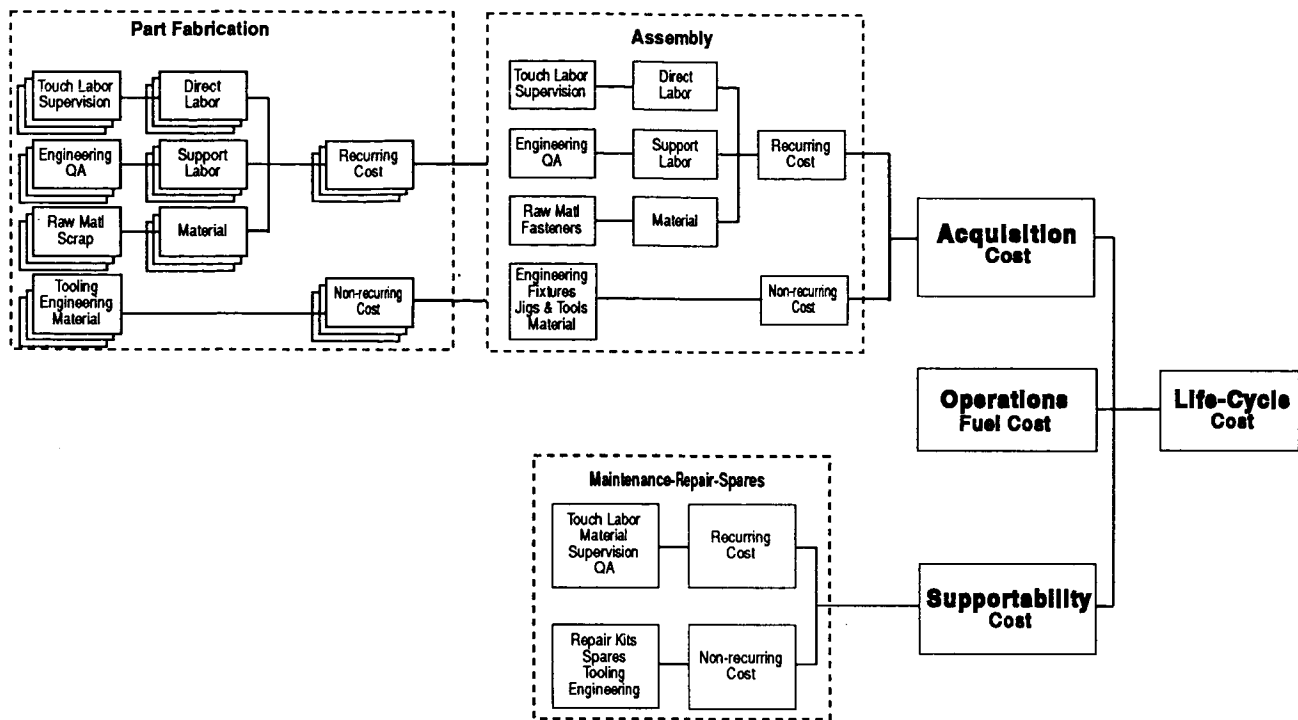 Part Fabrication
Touch Labor
Supervision
Direct
Labor
Engineering
QA
Support
Labor
Recurring
Cost
Raw Matl
Scrap
Material
Tooling
Engineering
Material
Non-recurring
Cost
Assembly
Touch Labor
Supervision
Direct
Labor
Engineering
QA
Support
Labor
Recurring
Cost
Raw Matl
Fasteners
Material
Engineering
Fixtures
Jigs & Tools
Material
Non-recurring
Cost
Acquisition
Cost
Operations
Fuel Cost
Life-Cycle
Cost
Maintenance-Repair-Spares
Touch Labor
Material
Supervision
QA
Recurring
Cost
Repair Kits
Spares
Tooling
Engineering
Non-recurring
Cost
Supportability
Cost